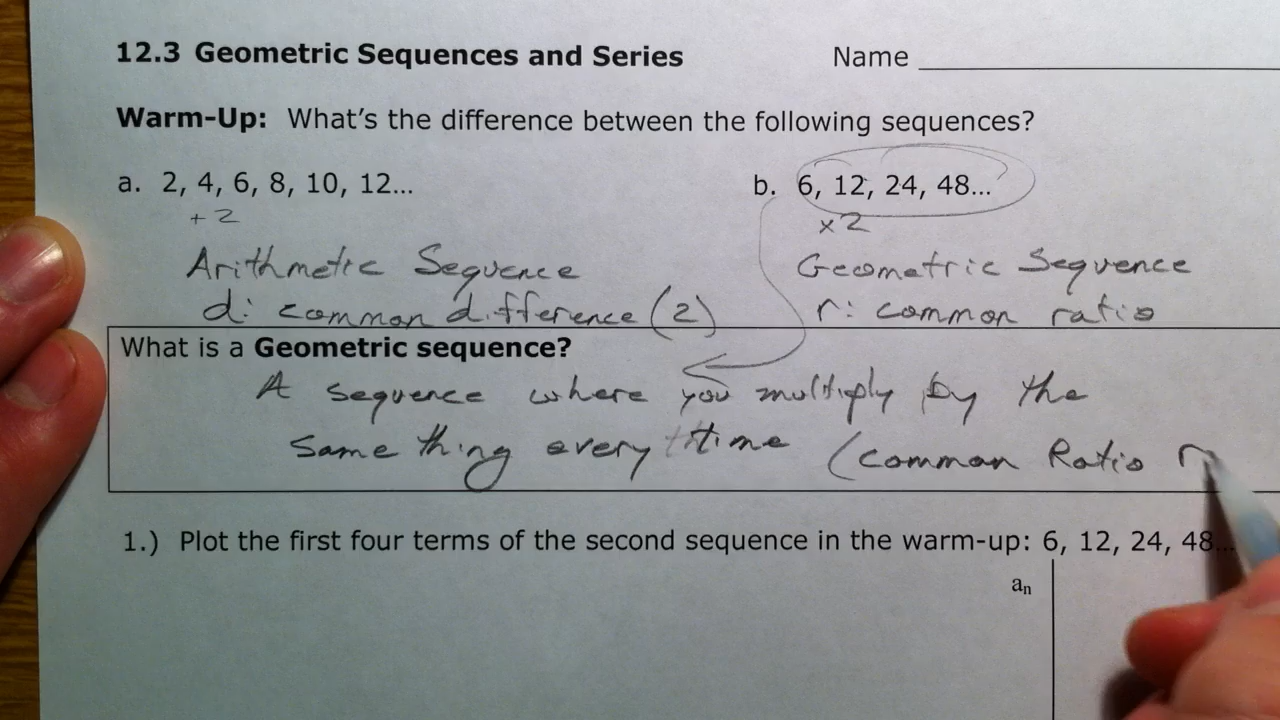 12.3 Geometric Sequences and Series Name
Warm-Up: What's the difference between the following sequences?
a. 2, 4, 6, 8, 10, 12... b. 6, 12, 24, 48...
+2 x2
Arithmetic Sequence Geometric Sequence
d: common difference (2) r: common ratio
What is a Geometric sequence?
A sequence where you multiply by the
same thing every time (common Ratio r
1.) Plot the first four terms of the second sequence in the warm-up: 6, 12, 24, 48...
an